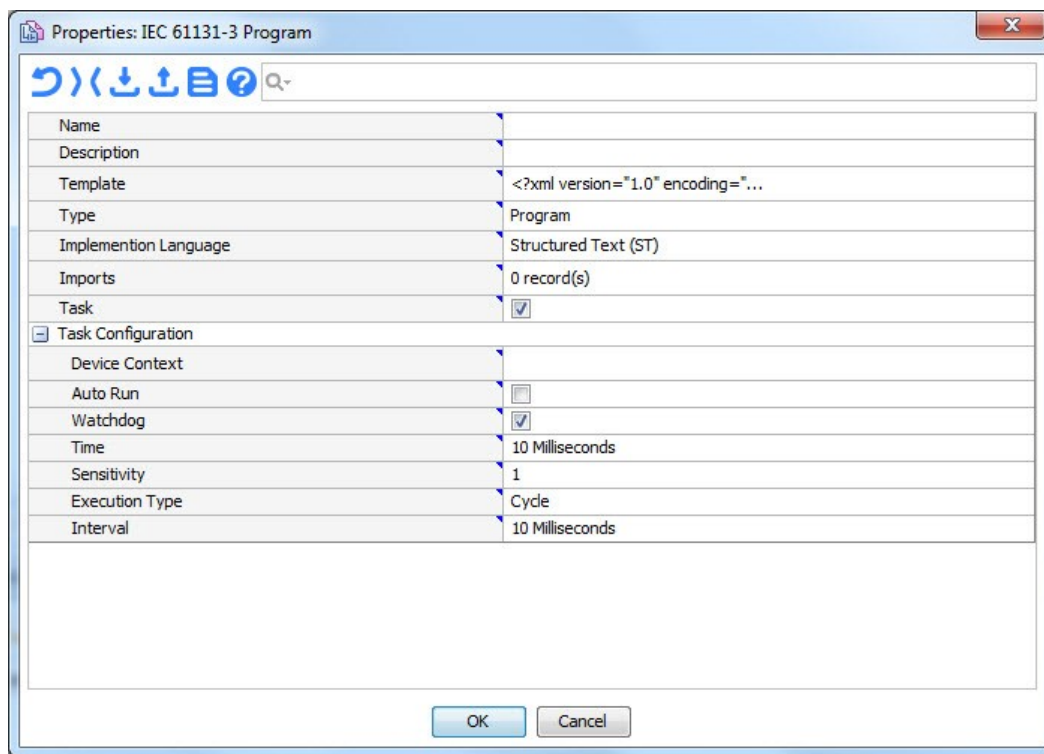 Properties: IEC 61131-3 Program
Name
Description
Template <?xml version="1.0" encoding="...
Type Program
Implemention Language Structured Text (ST)
Imports 0 record(s)
Task
Task Configuration
Device Context
Auto Run
Watchdog
Time 10 Milliseconds
Sensitivity 1
Execution Type Cycle
Interval 10 Milliseconds
OK Cancel